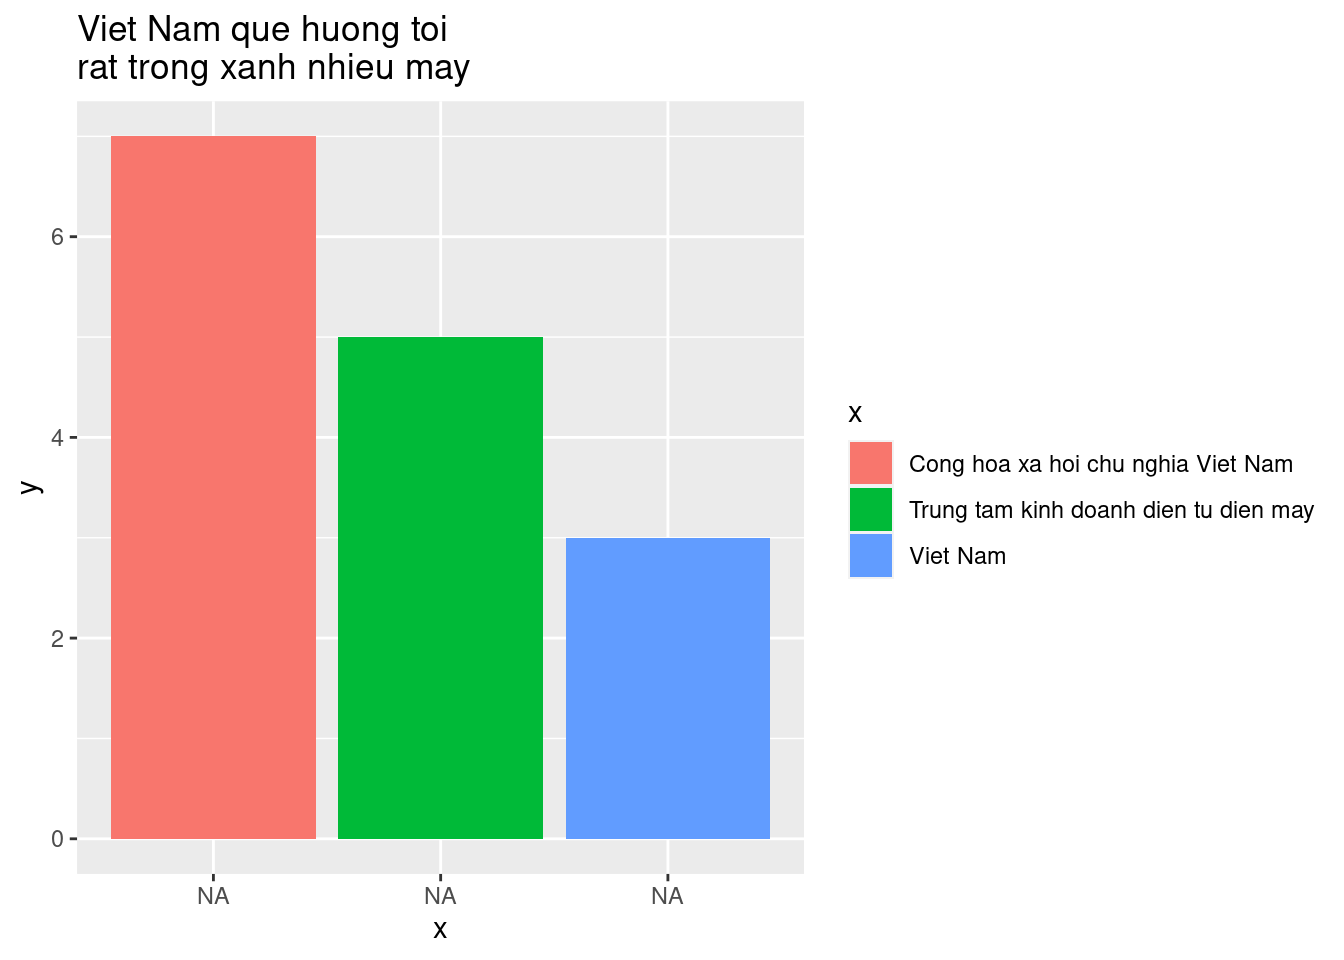 Viet Nam que huong toi
rat trong xanh nhieu may
y
6
4
2
0
NA NA NA
x
x
Cong hoa xa hoi chu nghia Viet Nam
Trung tam kinh doanh dien tu dien may
Viet Nam